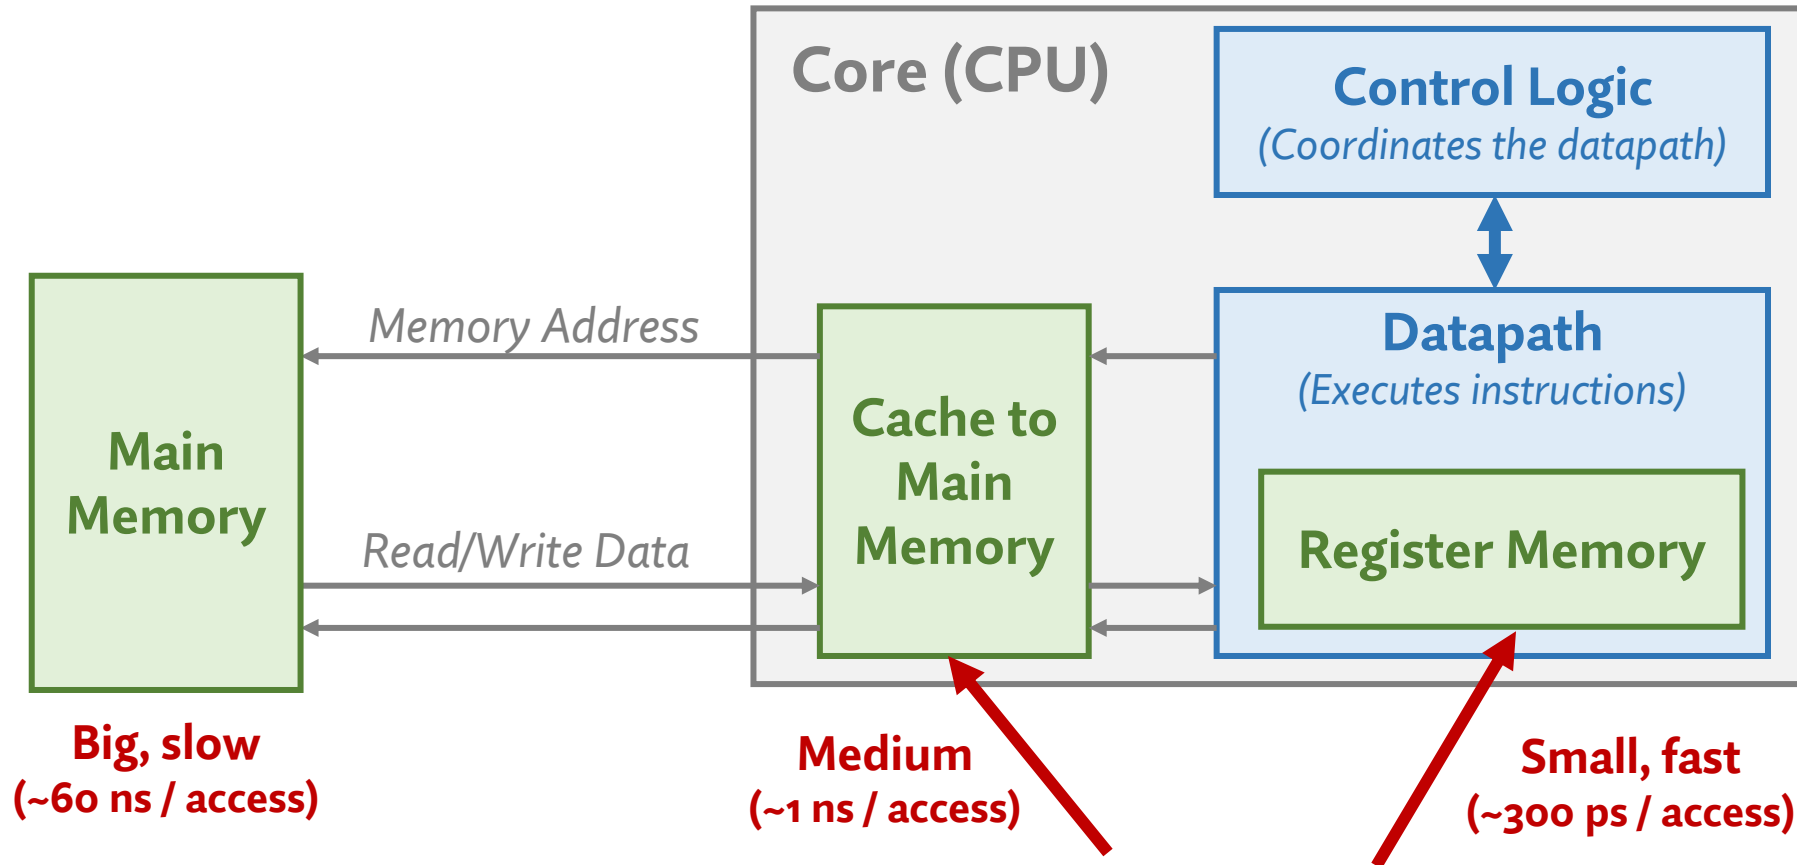 Core (CPU)
Control Logic
(Coordinates the datapath)
Memory Address
Datapath
(Executes instructions)
Main
Memory
Cache to
Main
Memory
Read/Write Data
Register Memory
Big, slow
(~60 ns / access)
Medium
(~1 ns / access)
Small, fast
(~300 ps / access)